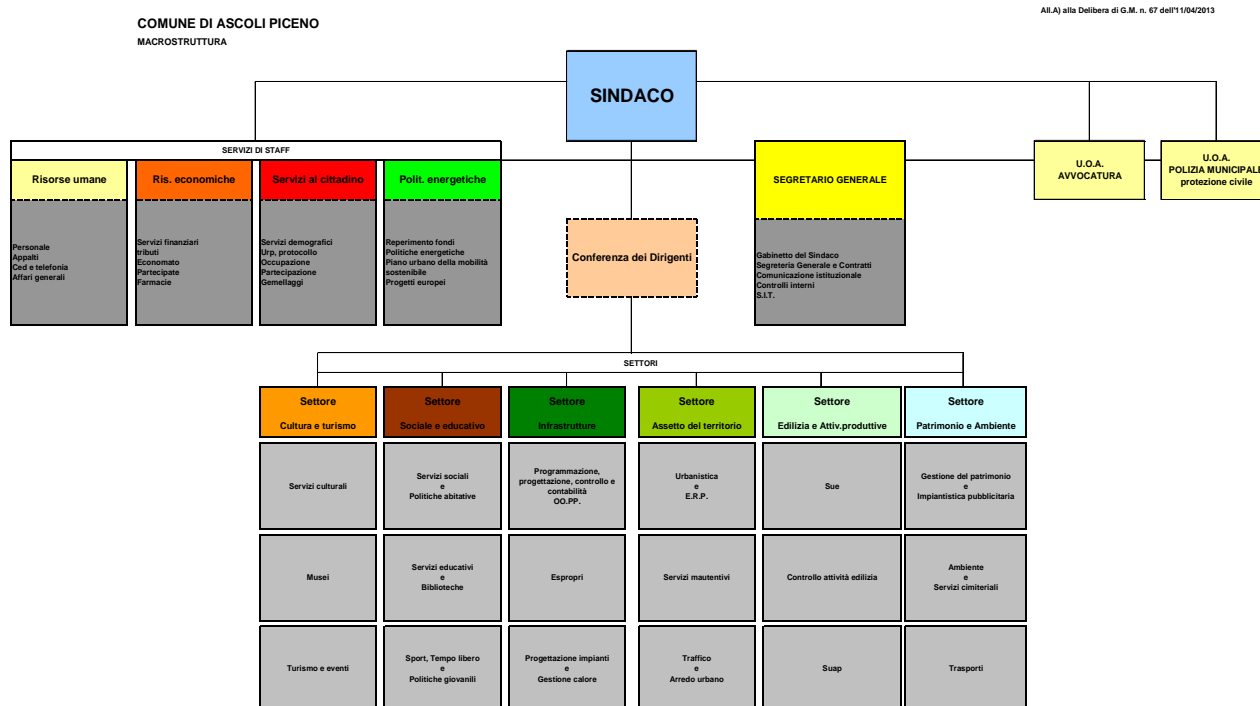 All.A) alla Delibera di G.M. n. 67 dell'11/04/2013
COMUNE DI ASCOLI PICENO
MACROSTRUTTURA
SINDACO
SERVIZI DI STAFF
Risorse umane
Personale
Appalti
Ced e telefonia
Affari generali
Ris. economiche
Servizi finanziari
tributi
Economato
Partecipate
Farmacie
Servizi al cittadino
Servizi demografici
Urp, protocollo
Occupazione
Partecipazione
Gemellaggi
Polit. energetiche
Reperimento fondi
Politiche energetiche
Piano urbano della mobilità
sostenibile
Progetti europei
Conferenza dei Dirigenti
SEGRETARIO GENERALE
Gabinetto del Sindaco
Segreteria Generale e Contratti
Comunicazione istituzionale
Controlli interni
S.I.T.
U.O.A.
AVVOCATURA
U.O.A.
POLIZIA MUNICIPALE
protezione civile
SETTORI
Settore
Cultura e turismo
Servizi culturali
Musei
Turismo e eventi
Settore
Sociale e educativo
Servizi sociali
e
Politiche abitative
Servizi educativi
e
Biblioteche
Sport, Tempo libero
e
Politiche giovanili
Settore
Infrastrutture
Programmazione,
progettazione, controllo e
contabilità
OO.PP.
Espropri
Progettazione impianti
e
Gestione calore
Settore
Assetto del territorio
Urbanistica
e
E.R.P.
Servizi mautentivi
Traffico
e
Arredo urbano
Settore
Edilizia e Attiv.produttive
Sue
Controllo attività edilizia
Suap
Settore
Patrimonio e Ambiente
Gestione del patrimonio
e
Impiantistica pubblicitaria
Ambiente
e
Servizi cimiteriali
Trasporti